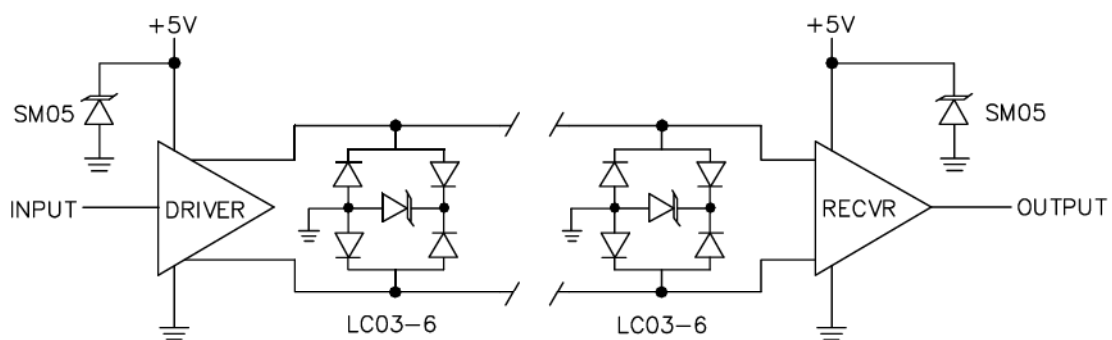 +5V
+5V
SM05
SM05
INPUT
DRIVER
RECVR
OUTPUT
LC03-6
LC03-6